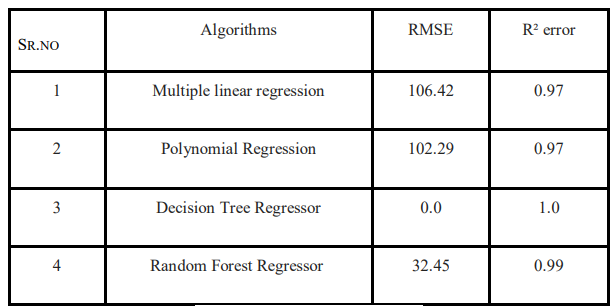 SR.NO Algorithms RMSE R² error
1 Multiple linear regression 106.42 0.97
2 Polynomial Regression 102.29 0.97
3 Decision Tree Regressor 0.0 1.0
4 Random Forest Regressor 32.45 0.99